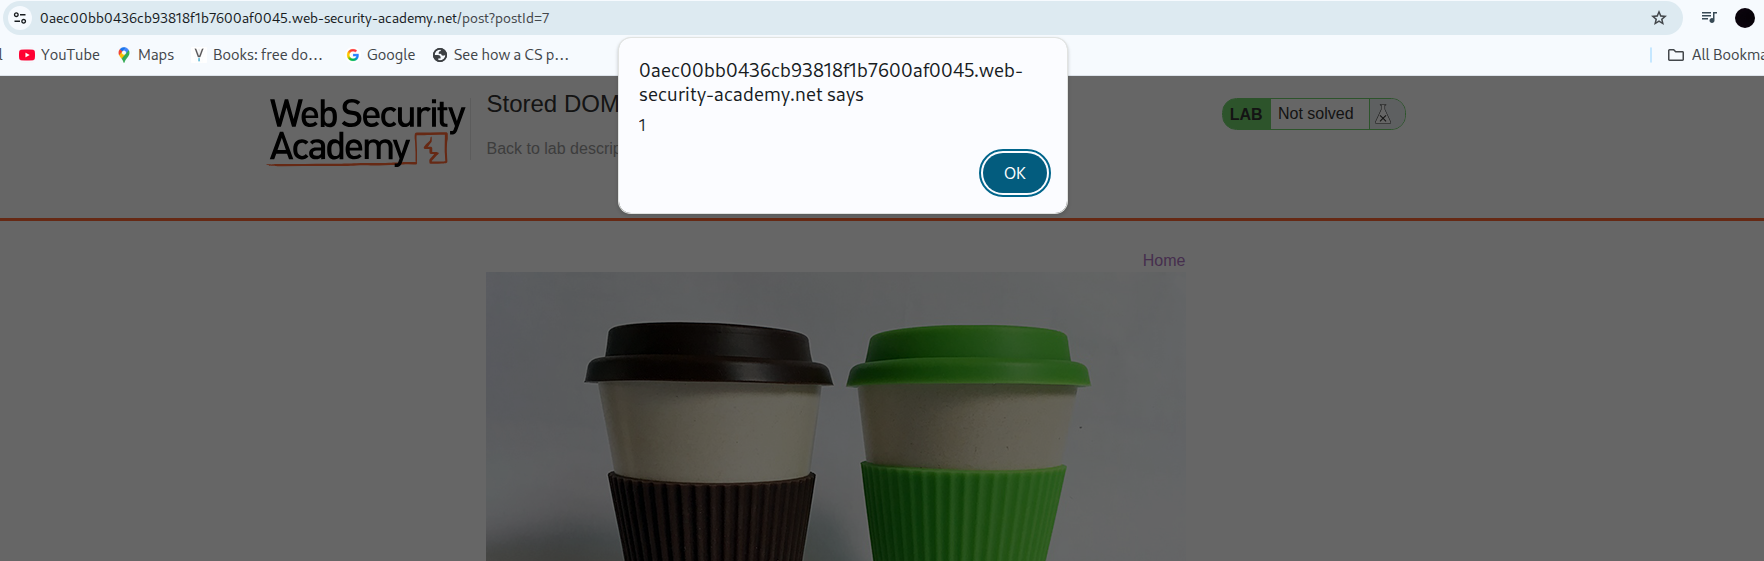 0aec00bb0436cb93818f1b7600af0045.web-security-academy.net/post?postId=7
YouTube Maps Books: free do... Google See how a CS p... All Bookma
0aec00bb0436cb93818f1b7600af0045.web-
security-academy.net says
1
OK
Web Security
Academy
Stored DOM
Back to lab descrip
LAB Not solved
Home